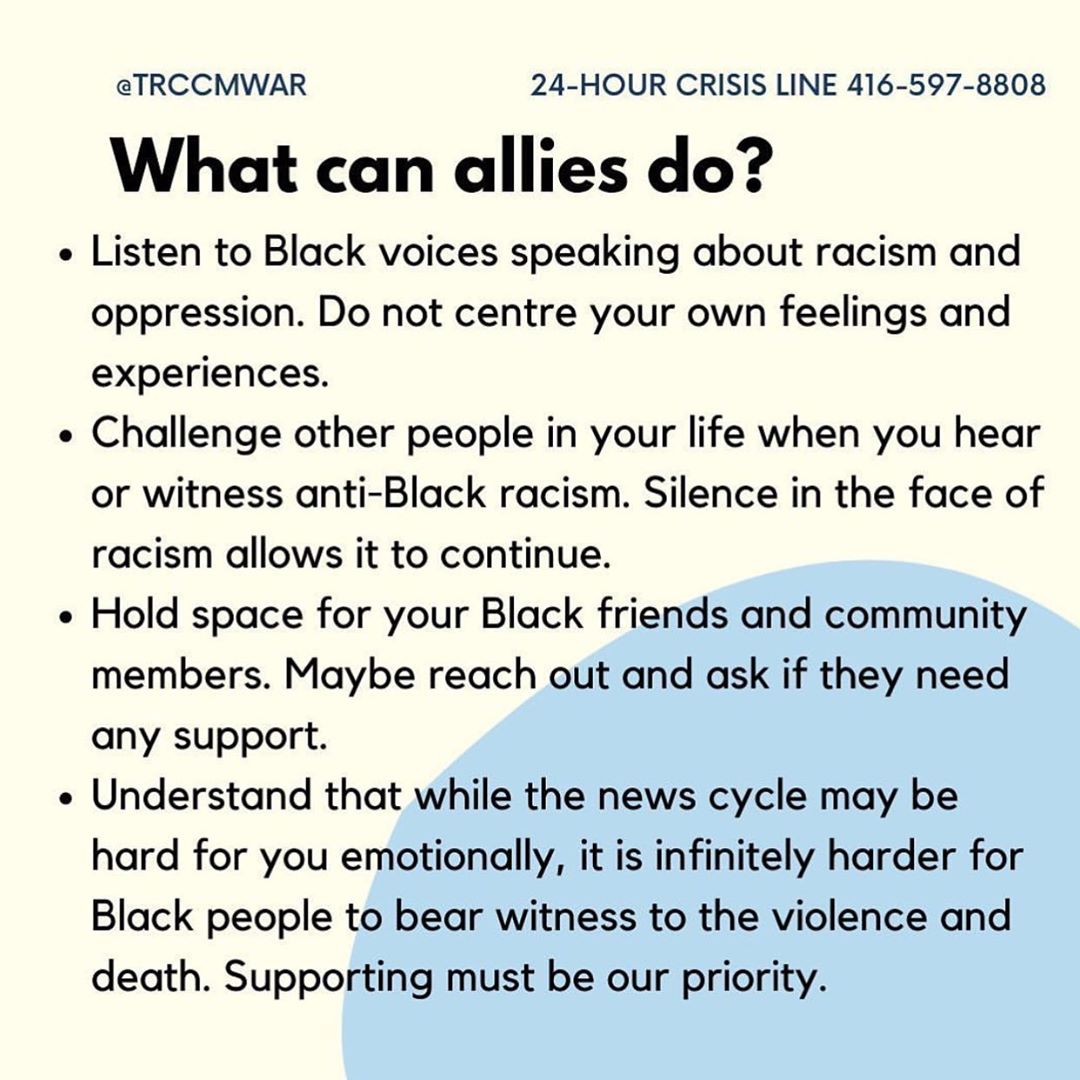 @TRCCMWAR 24-HOUR CRISIS LINE 416-597-8808
What can allies do?
• Listen to Black voices speaking about racism and
oppression. Do not centre your own feelings and
experiences.
• Challenge other people in your life when you hear
or witness anti-Black racism. Silence in the face of
racism allows it to continue.
• Hold space for your Black friends and community
members. Maybe reach out and ask if they need
any support.
• Understand that while the news cycle may be
hard for you emotionally, it is infinitely harder for
Black people to bear witness to the violence and
death. Supporting must be our priority.